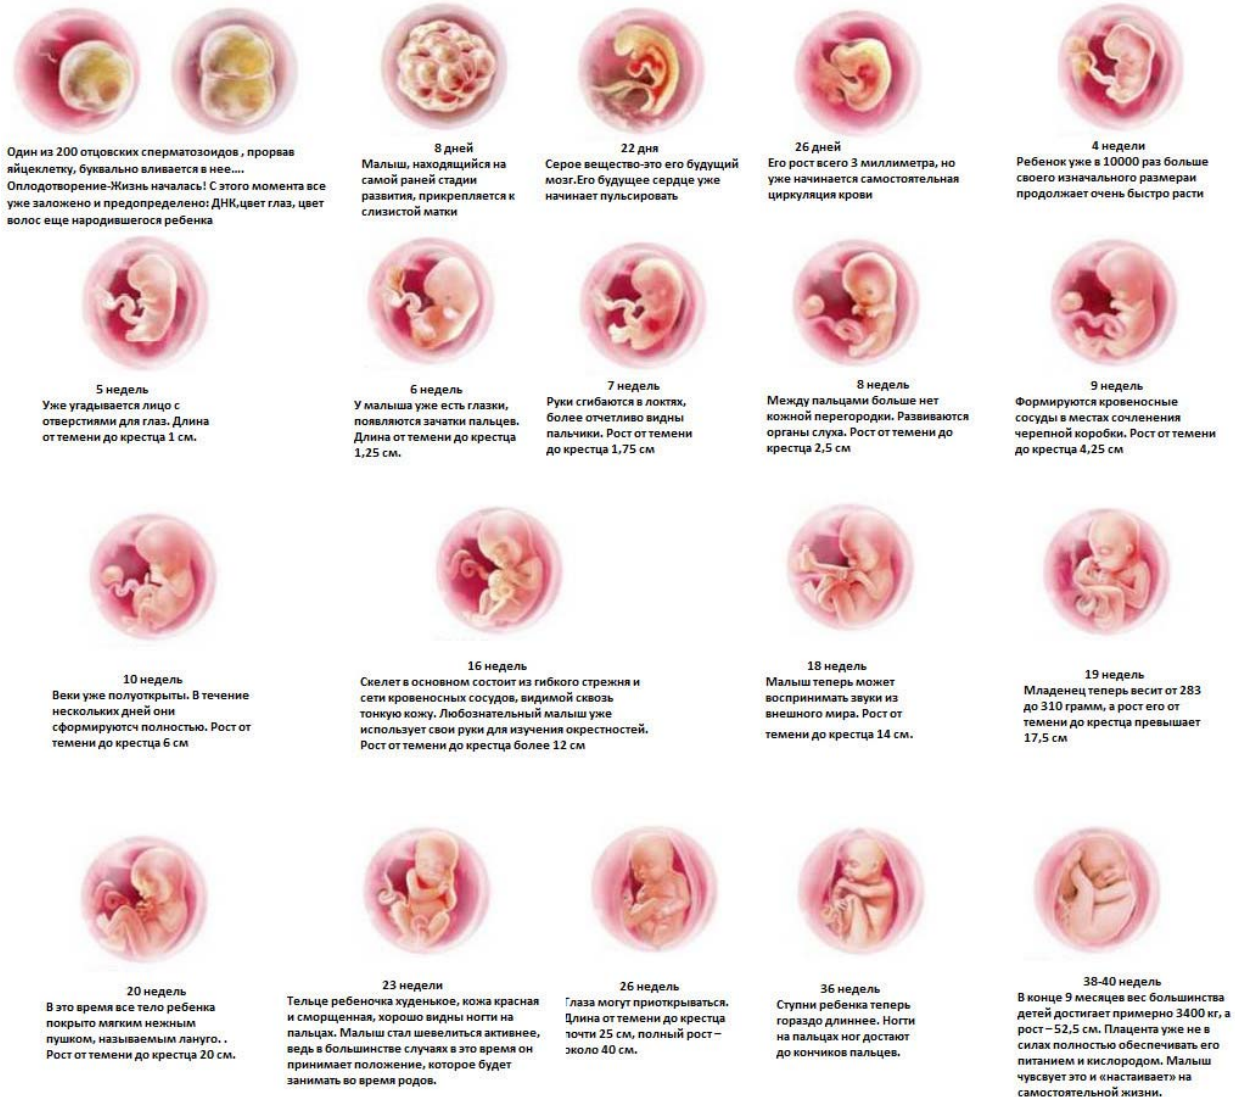 Один из 200 отцовских сперматозоидов , прорвав
яйцеклетку, буквально вливается в нее....
Оплодотворение-Жизнь началась! С этого момента все
уже заложено и предопределено: ДНК,цвет глаз, цвет
волос еще народившегося ребенка
8 дней
Малыш, находящийся на
самой раней стадии
развития, прикрепляется к
слизистой матки
22 дня
Серое вещество-это его будущий
мозг.Его будущее сердце уже
начинает пульсировать
26 дней
Его рост всего 3 миллиметра, но
уже начинается самостоятельная
циркуляция крови
4 недели
Ребенок уже в 10000 раз больше
своего изначального размераи
продолжает очень быстро расти
5 недель
Уже угадывается лицо с
отверстиями для глаз. Длина
от темени до крестца 1 см.
6 недель
У малыша уже есть глазки,
появляются зачатки пальцев.
Длина от темени до крестца
1,25 см.
7 недель
Руки сгибаются в локтях,
более отчетливо видны
пальчики. Рост от темени
до крестца 1,75 см
8 недель
Между пальцами больше нет
кожной перегородки. Развиваются
органы слуха. Рост от темени до
крестца 2,5 см
9 недель
Формируются кровеносные
сосуды в местах сочленения
черепной коробки. Рост от темени
до крестца 4,25 см
10 недель
Веки уже полуоткрыты. В течение
нескольких дней они
сформируютсч полностью. Рост от
темени до крестца 6 см
16 недель
Скелет в основном состоит из гибкого стрежня и
сети кровеносных сосудов, видимой сквозь
тонкую кожу. Любознательный малыш уже
использует свои руки для изучения окрестностей.
Рост от темени до крестца более 12 см
18 недель
Малыш теперь может
воспринимать звуки из
внешного мира. Рост от
темени до крестца 14 см.
19 недель
Младенец теперь весит от 283
до 310 грамм, а рост его от
темени до крестца превышает
17,5 см
20 недель
В это время все тело ребенка
покрыто мягким нежным
пушком, называемым лануго. .
Рост от темени до крестца 20 см.
23 недели
Тельце ребеночка худенькое, кожа красная
и сморщенная, хорошо видны ногти на
пальцах. Малыш стал шевелиться активнее,
ведь в большинстве случаях в это время он
принимает положение, которое будет
занимать во время родов.
26 недель
Глаза могут приоткрываться.
Длина от темени до крестца
почти 25 см, полный рост –
около 40 см.
36 недель
Ступни ребенка теперь
гораздо длиннее. Ногти
на пальцах ног достают
до кончиков пальцев.
38-40 недель
В конце 9 месяцев вес большинства
детей достигает примерно 3400 кг, а
рост – 52,5 см. Плацента уже не в
силах полностью обеспечивать его
питанием и кислородом. Малыш
чувсвует это и «настаивает» на
самостоятельной жизни.